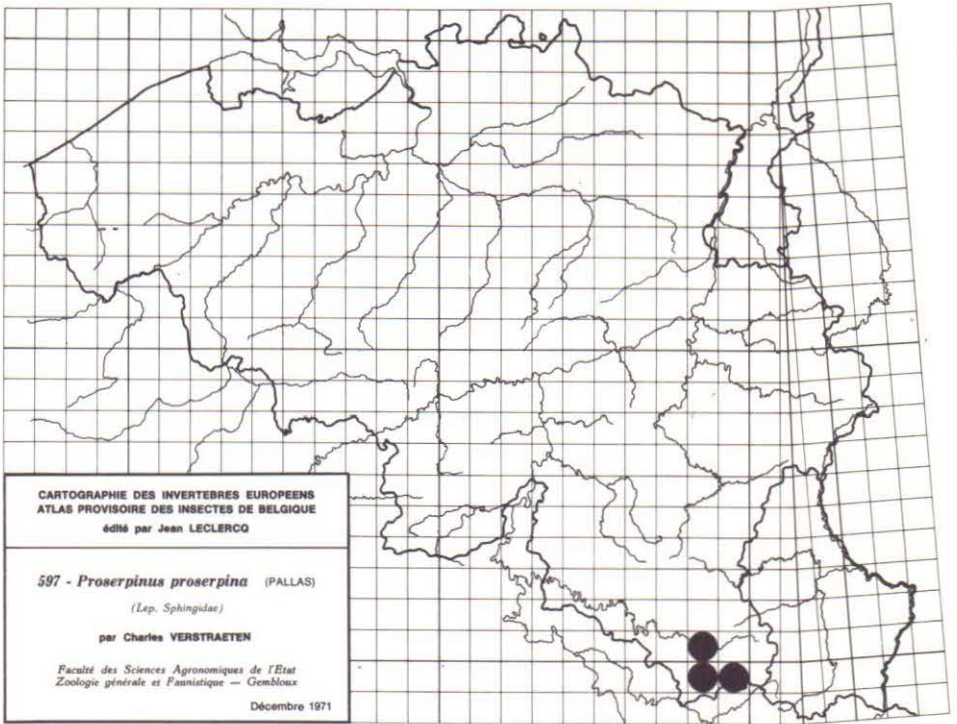 CARTOGRAPHIE DES INVERTEBRES EUROPEENS
ATLAS PROVISOIRE DES INSECTES DE BELGIQUE
édité par Jean LECLERCQ
597 - Proserpinus proserpina (PALLAS)
(Lep. Sphingidae)
par Charles VERSTRAETEN
Faculté des Sciences Agronomiques de l'Etat
Zoologie générale et Faunistique — Gembloux
Décembre 1971